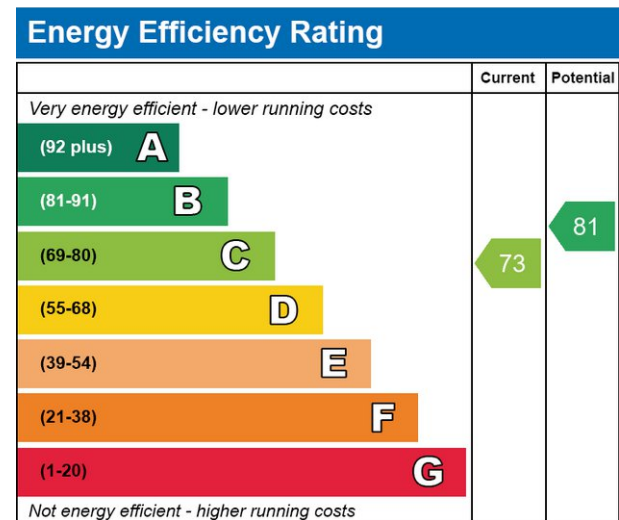 Energy Efficiency Rating
Current Potential
Very energy efficient - lower running costs
(92 plus) A
(81-91) B
81
(69-80) C
73
(55-68) D
(39-54) E
(21-38) F
(1-20) G
Not energy efficient - higher running costs